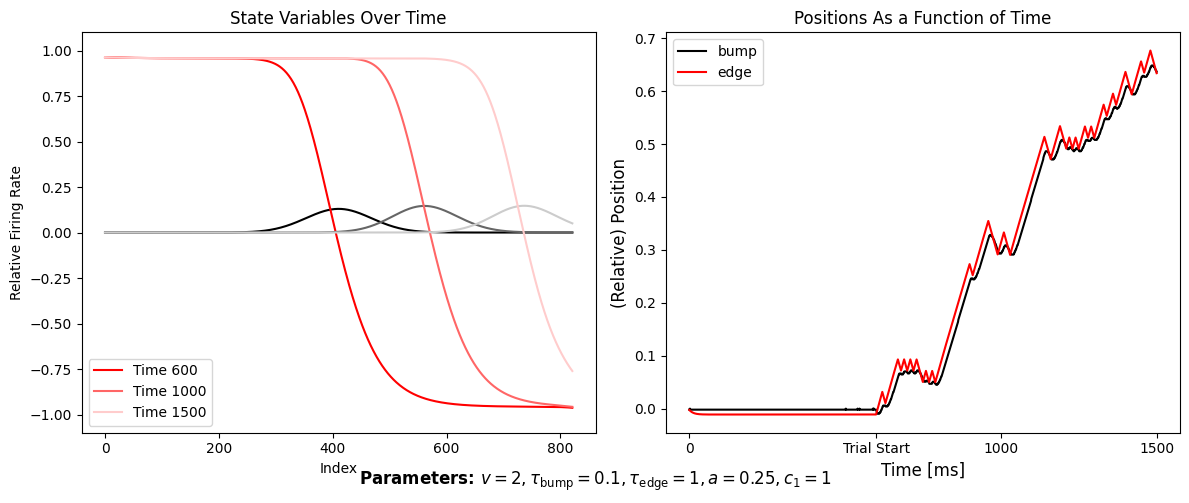 State Variables Over Time
Relative Firing Rate
1.00
0.75
0.50
0.25
0.00
−0.25
−0.50
−0.75
−1.00
Time 600
Time 1000
Time 1500
0 200 400 600 800
Index
Positions As a Function of Time
(Relative) Position
0.7
0.6
0.5
0.4
0.3
0.2
0.1
0.0
bump
edge
0 Trial Start 1000 1500
Time [ms]
Parameters: v = 2, τbump = 0.1, τedge = 1, a = 0.25, c₁ = 1